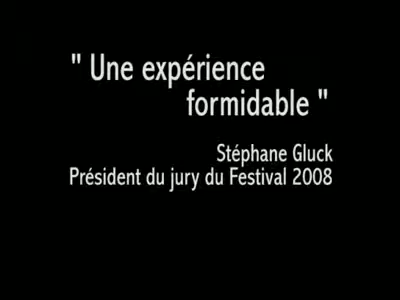 " Une expérience
formidable "
Stéphane Gluck
Président du jury du Festival 2008